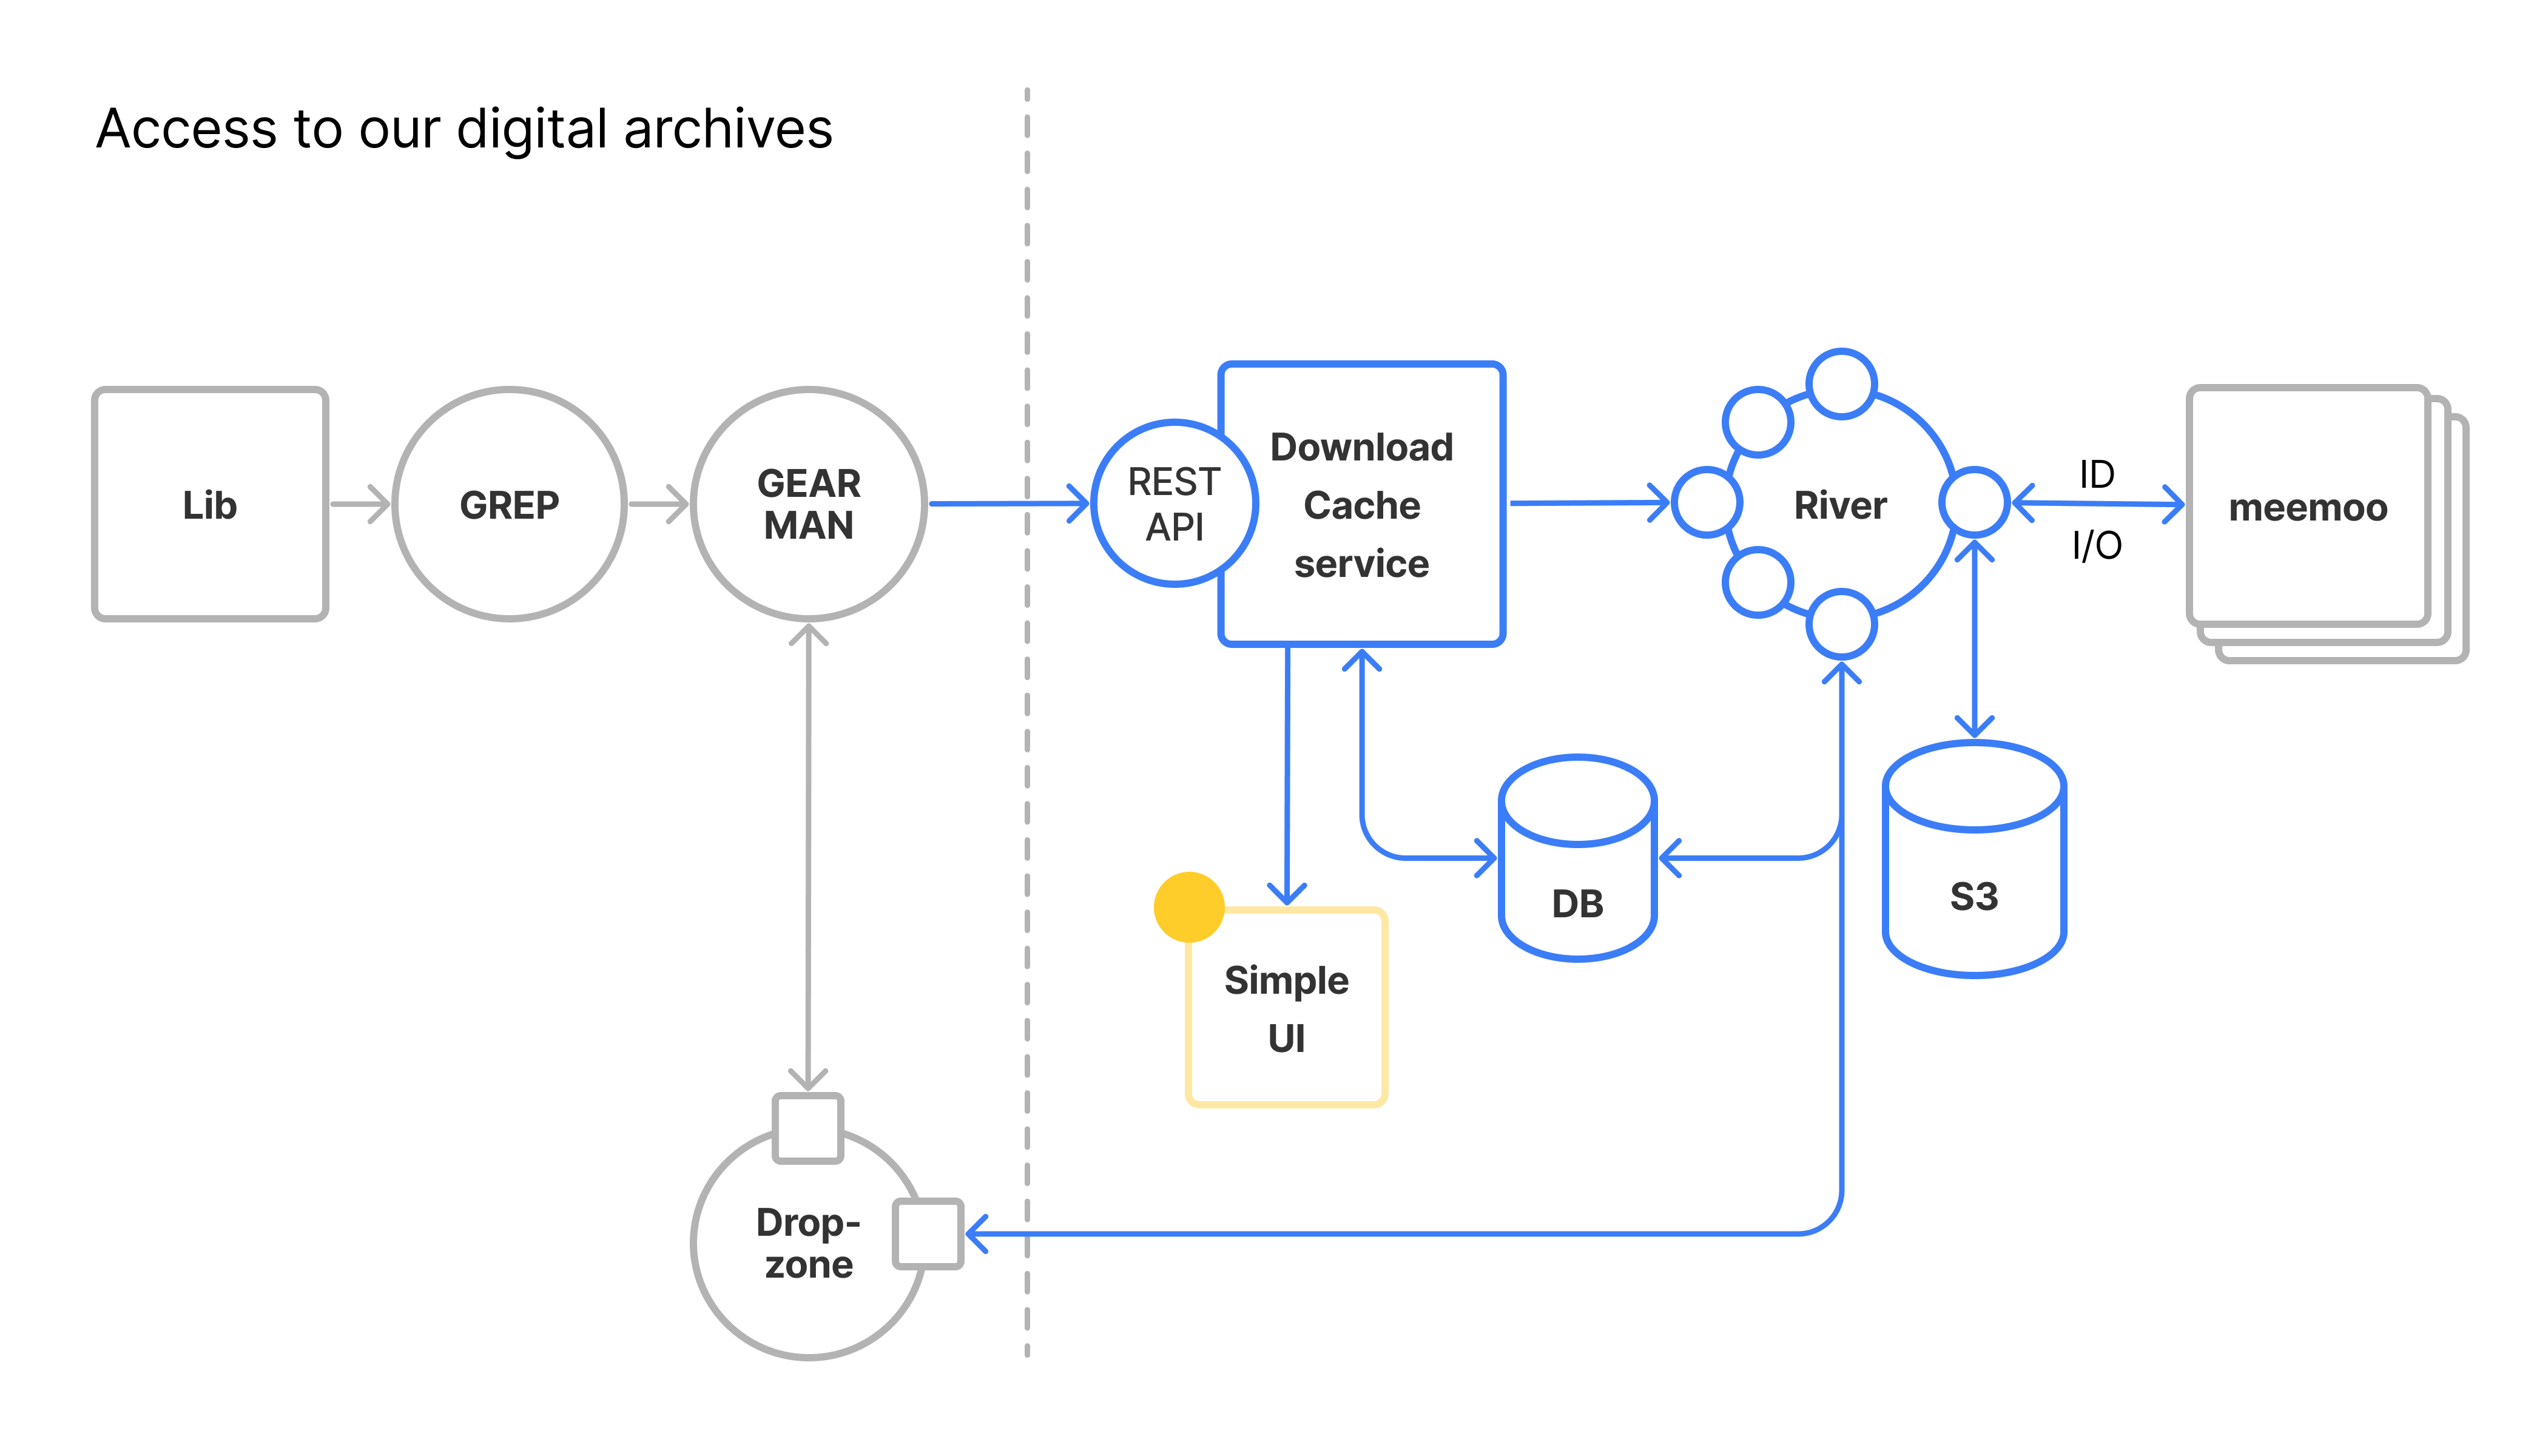 Access to our digital archives
Lib
GREP
GEAR
MAN
REST
API
Download
Cache
service
River
ID
I/O
meemoo
DB
S3
Simple
UI
Drop-
zone